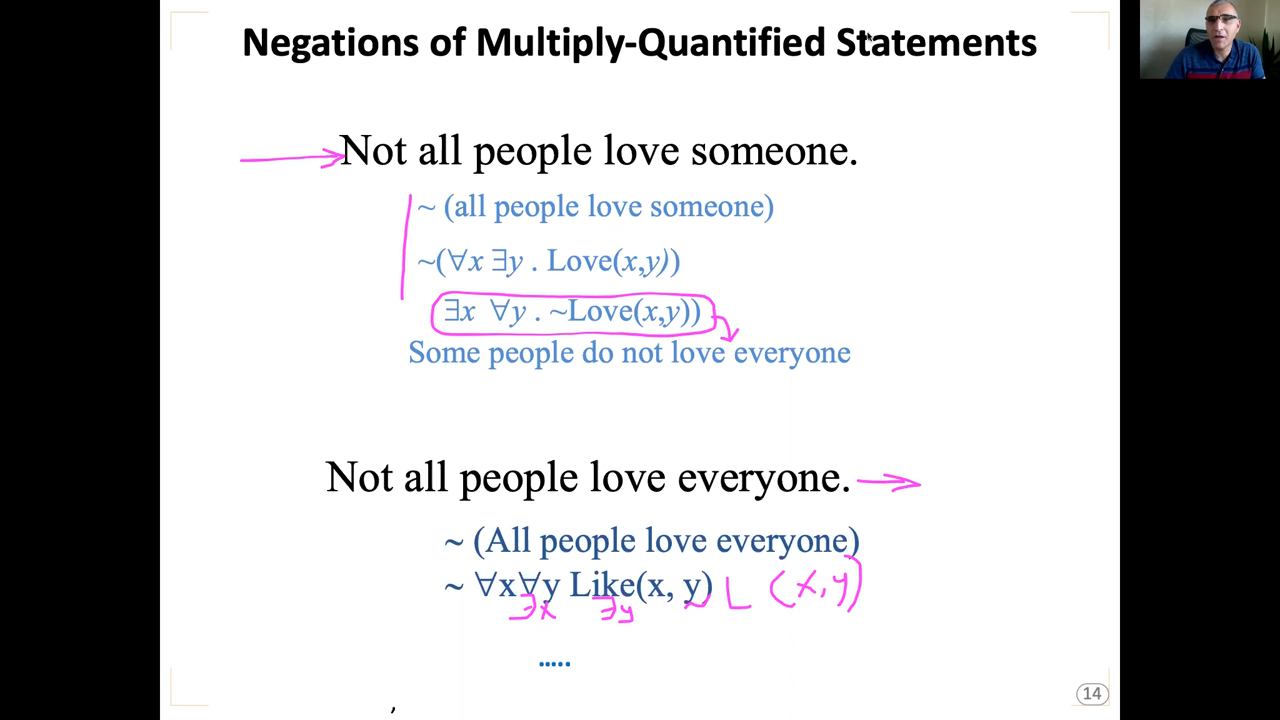 Negations of Multiply-Quantified Statements
Not all people love someone.
~ (all people love someone)
~(∀x ∃y . Love(x,y))
∃x ∀y . ~Love(x,y))
Some people do not love everyone
Not all people love everyone.
~ (All people love everyone)
~ ∀x∀y Like(x, y)
∃x ∃y ~ L (x,y)
.....
,
14